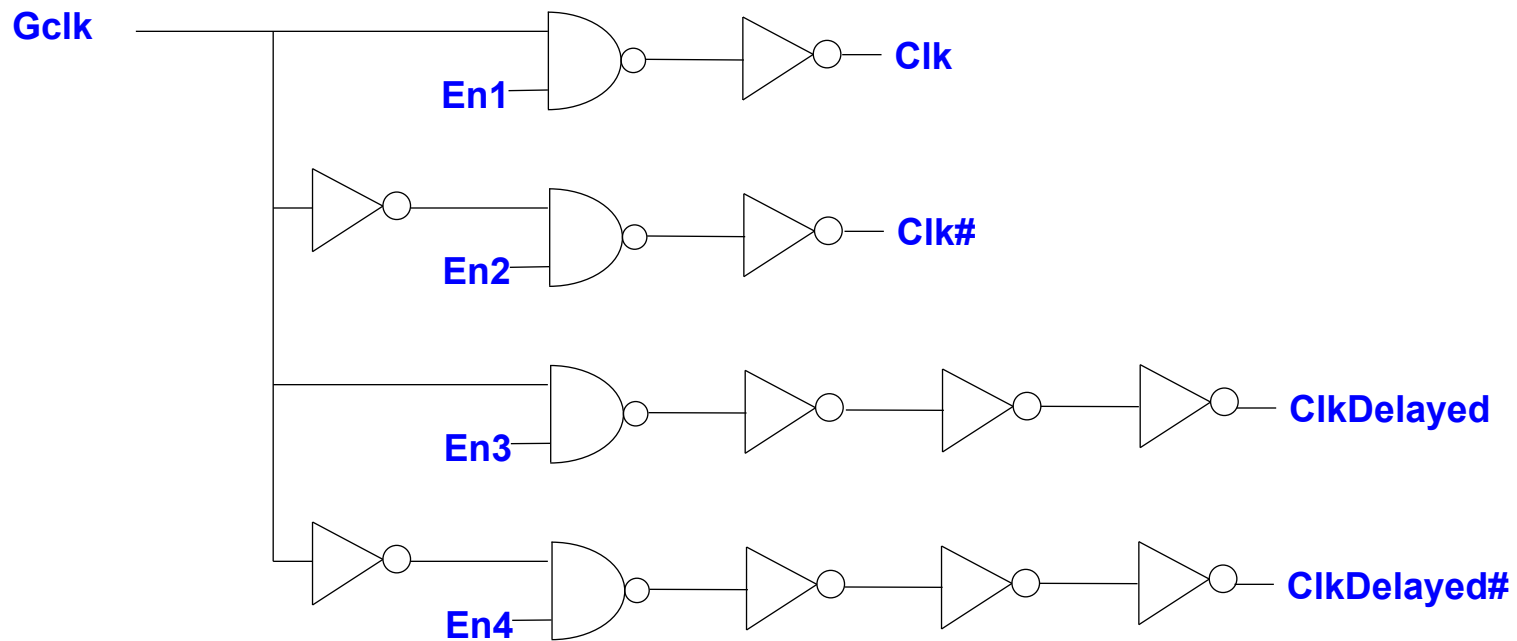 Gclk
Clk
En1
Clk#
En2
ClkDelayed
En3
ClkDelayed#
En4